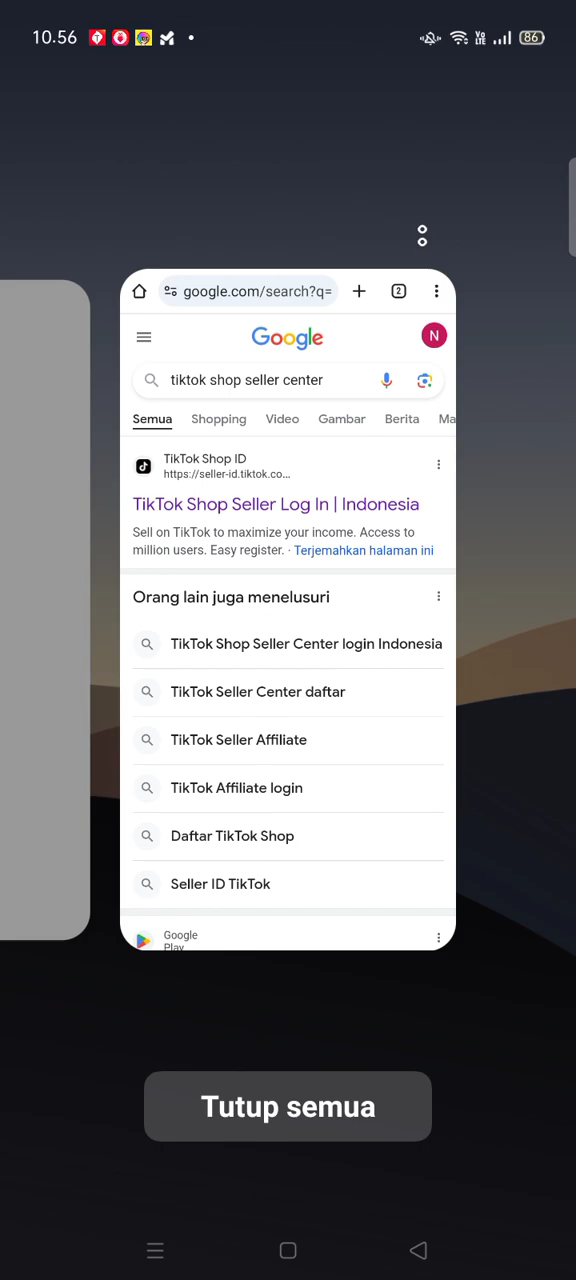 10.56
VoLTE
86
google.com/search?q=
2
Google
N
tiktok shop seller center
Semua Shopping Video Gambar Berita Ma
TikTok Shop ID
https://seller-id.tiktok.co...
TikTok Shop Seller Log In | Indonesia
Sell on TikTok to maximize your income. Access to
million users. Easy register. · Terjemahkan halaman ini
Orang lain juga menelusuri
TikTok Shop Seller Center login Indonesia
TikTok Seller Center daftar
TikTok Seller Affiliate
TikTok Affiliate login
Daftar TikTok Shop
Seller ID TikTok
Google
Play
Tutup semua